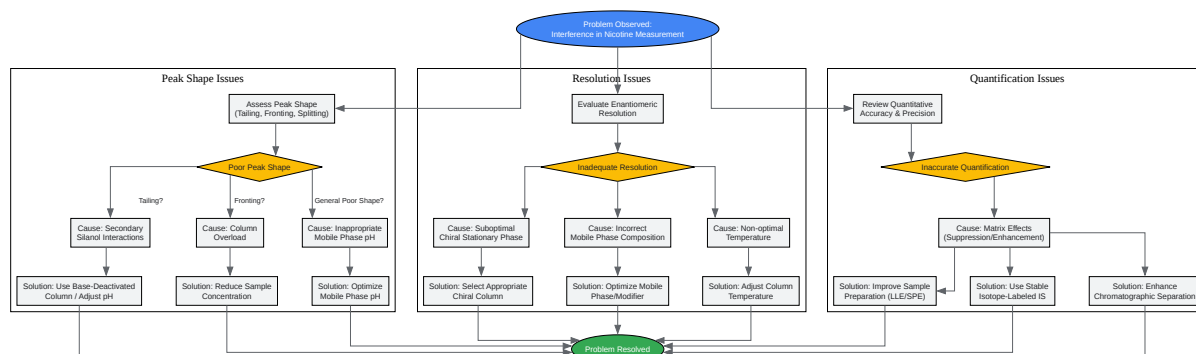 Problem Observed:
Interference in Nicotine Measurement
Peak Shape Issues
Resolution Issues
Quantification Issues
Assess Peak Shape
(Tailing, Fronting, Splitting)
Evaluate Enantiomeric
Resolution
Review Quantitative
Accuracy & Precision
Poor Peak Shape
Inadequate Resolution
Inaccurate Quantification
Tailing?
Fronting?
General Poor Shape?
Cause: Secondary
Silanol Interactions
Cause: Column
Overload
Cause: Inappropriate
Mobile Phase pH
Cause: Suboptimal
Chiral Stationary Phase
Cause: Incorrect
Mobile Phase Composition
Cause: Non-optimal
Temperature
Cause: Matrix Effects
(Suppression/Enhancement)
Solution: Use Base-Deactivated
Column / Adjust pH
Solution: Reduce Sample
Concentration
Solution: Optimize
Mobile Phase pH
Solution: Select Appropriate
Chiral Column
Solution: Optimize Mobile
Phase/Modifier
Solution: Adjust Column
Temperature
Solution: Improve Sample
Preparation (LLE/SPE)
Solution: Use Stable
Isotope-Labeled IS
Solution: Enhance
Chromatographic Separation
Problem Resolved